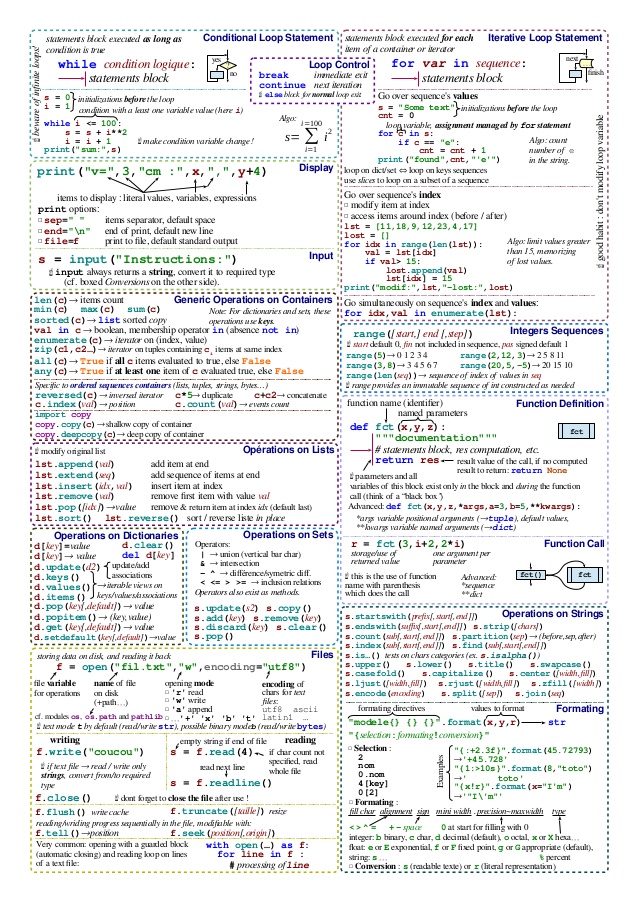 Conditional Loop Statement
statements block executed as long as
condition is true
while condition logique:
statements block
yes
no
beware of infinite loops!
s = 0
i = 1
initializations before the loop
condition with a least one variable value (here i)
while i <= 100:
s = s + i**2
i = i + 1
make condition variable change !
print("sum:",s)
Algo:
i=100
s= ∑ i²
i=1
Loop Control
break immediate exit
continue next iteration
else block for normal loop exit
Display
print("v=",3,"cm :",x,",",y+4)
items to display : literal values, variables, expressions
print options:
□ sep=" " items separator, default space
□ end="\n" end of print, default new line
□ file=f print to file, default standard output
Input
s = input("Instructions:")
input always returns a string, convert it to required type
(cf. boxed Conversions on the other side).
Generic Operations on Containers
len(c)→ items count
min(c) max(c) sum(c)
sorted(c)→ list sorted copy
Note: For dictionaries and sets, these
operations use keys.
val in c → boolean, membership operator in (absence not in)
enumerate(c)→ iterator on (index, value)
zip(c1,c2…)→ iterator on tuples containing c i items at same index
all(c)→ True if all c items evaluated to true, else False
any(c)→ True if at least one item of c evaluated true, else False
Specific to ordered sequences containers (lists, tuples, strings, bytes…)
reversed(c)→ inversed iterator c*5→ duplicate c+c2→ concatenate
c.index(val)→ position c.count(val)→ events count
import copy
copy.copy(c)→ shallow copy of container
copy.deepcopy(c)→ deep copy of container
Operations on Lists
modify original list
lst.append(val) add item at end
lst.extend(seq) add sequence of items at end
lst.insert(idx,val) insert item at index
lst.remove(val) remove first item with value val
lst.pop([idx])→value remove & return item at index idx (default last)
lst.sort() lst.reverse() sort / reverse liste in place
Operations on Dictionaries
d[key]=value d.clear()
d[key]→ value del d[key]
d.update(d2) update/add
associations
d.keys()
d.values() →iterable views on
d.items() keys/values/associations
d.pop(key[,default])→ value
d.popitem()→ (key,value)
d.get(key[,default])→ value
d.setdefault(key[,default])→value
Operations on Sets
Operators:
| → union (vertical bar char)
& → intersection
- ^ → différence/symetric diff.
< <= > >= → inclusion relations
Operators also exist as methods.
s.update(s2) s.copy()
s.add(key) s.remove(key)
s.discard(key) s.clear()
s.pop()
Files
storing data on disk, and reading it back
f = open("fil.txt","w",encoding="utf8")
file variable
for operations
name of file
on disk
(+path…)
opening mode
□ 'r' read
□ 'w' write
□ 'a' append
□ …'+' 'x' 'b' 't'
encoding of
chars for text
files:
utf8 ascii
latin1 …
cf. modules os, os.path and pathlib
text mode t by default (read/write str), possible binary mode b (read/write bytes)
writing
f.write("coucou")
if text file → read / write only
strings, convert from/to required
type
empty string if end of file reading
s = f.read(4) if char count not
specified, read
whole file
read next line
s = f.readline()
f.close() dont forget to close the file after use !
f.flush() write cache f.truncate([taille]) resize
reading/writing progress sequentially in the file, modifiable with:
f.tell()→position f.seek(position[,origin])
Very common: opening with a guarded block
(automatic closing) and reading loop on lines
of a text file:
with open(…) as f:
for line in f :
# processing of line
Iterative Loop Statement
statements block executed for each
item of a container or iterator
for var in sequence:
statements block
next
finish
Go over sequence's values
s = "Some text"
cnt = 0
initializations before the loop
loop variable, assignment managed by for statement
for c in s:
if c == "e":
cnt = cnt + 1
print("found",cnt,"'e'")
Algo: count
number of e
in the string.
loop on dict/set ⇔ loop on keys sequences
use slices to loop on a subset of a sequence
good habit : don't modify loop variable
Go over sequence's index
□ modify item at index
□ access items around index (before / after)
lst = [11,18,9,12,23,4,17]
lost = []
for idx in range(len(lst)):
val = lst[idx]
if val> 15:
lost.append(val)
lst[idx] = 15
print("modif:",lst,"-lost:",lost)
Algo: limit values greater
than 15, memorizing
of lost values.
Go simultaneously on sequence's index and values:
for idx,val in enumerate(lst):
Integers Sequences
range([start,] end [,step])
start default 0, fin not included in sequence, pas signed default 1
range(5)→ 0 1 2 3 4 range(2,12,3)→ 2 5 8 11
range(3,8)→ 3 4 5 6 7 range(20,5,-5)→ 20 15 10
range(len(seq))→ sequence of index of values in seq
range provides an immutable sequence of int constructed as needed
Function Definition
function name (identifier)
named parameters
def fct(x,y,z):
"""documentation"""
# statements block, res computation, etc.
return res
result value of the call, if no computed
result to return: return None
fct
parameters and all
variables of this block exist only in the block and during the function
call (think of a "black box")
Advanced: def fct(x,y,z,*args,a=3,b=5,**kwargs):
*args variable positional arguments (→tuple), default values,
**kwargs variable named arguments (→dict)
Function Call
r = fct(3,i+2,2*i)
storage/use of
returned value
one argument per
parameter
this is the use of function
name with parenthesis
which does the call
Advanced:
*sequence
**dict
fct()
fct
Operations on Strings
s.startswith(prefix[,start[,end]])
s.endswith(suffix[,start[,end]]) s.strip([chars])
s.count(sub[,start[,end]]) s.partition(sep)→ (before,sep,after)
s.index(sub[,start[,end]]) s.find(sub[,start[,end]])
s.is…() tests on chars categories (ex. s.isalpha())
s.upper() s.lower() s.title() s.swapcase()
s.casefold() s.capitalize() s.center([width,fill])
s.ljust([width,fill]) s.rjust([width,fill]) s.zfill([width])
s.encode(encoding) s.split([sep]) s.join(seq)
Formating
formating directives values to format
"modele{} {} {}".format(x,y,r) → str
"{selection:formating!conversion}"
□ Selection :
2
nom
0.nom
4[key]
0[2]
Examples
"{:+2.3f}".format(45.72793)
→'+45.728'
"{1:>10s}".format(8,"toto")
→' toto'
"{x!r}".format(x="I'm")
→'"I\'m"'
□ Formating :
fill char alignment sign mini width.precision~maxwidth type
< > ^ = + - space 0 at start for filling with 0
integer: b binary, c char, d decimal (default), o octal, x or X hexa…
float: e or E exponential, f or F fixed point, g or G appropriate (default),
string: s … % percent
□ Conversion : s (readable texte) or r (literal representation)